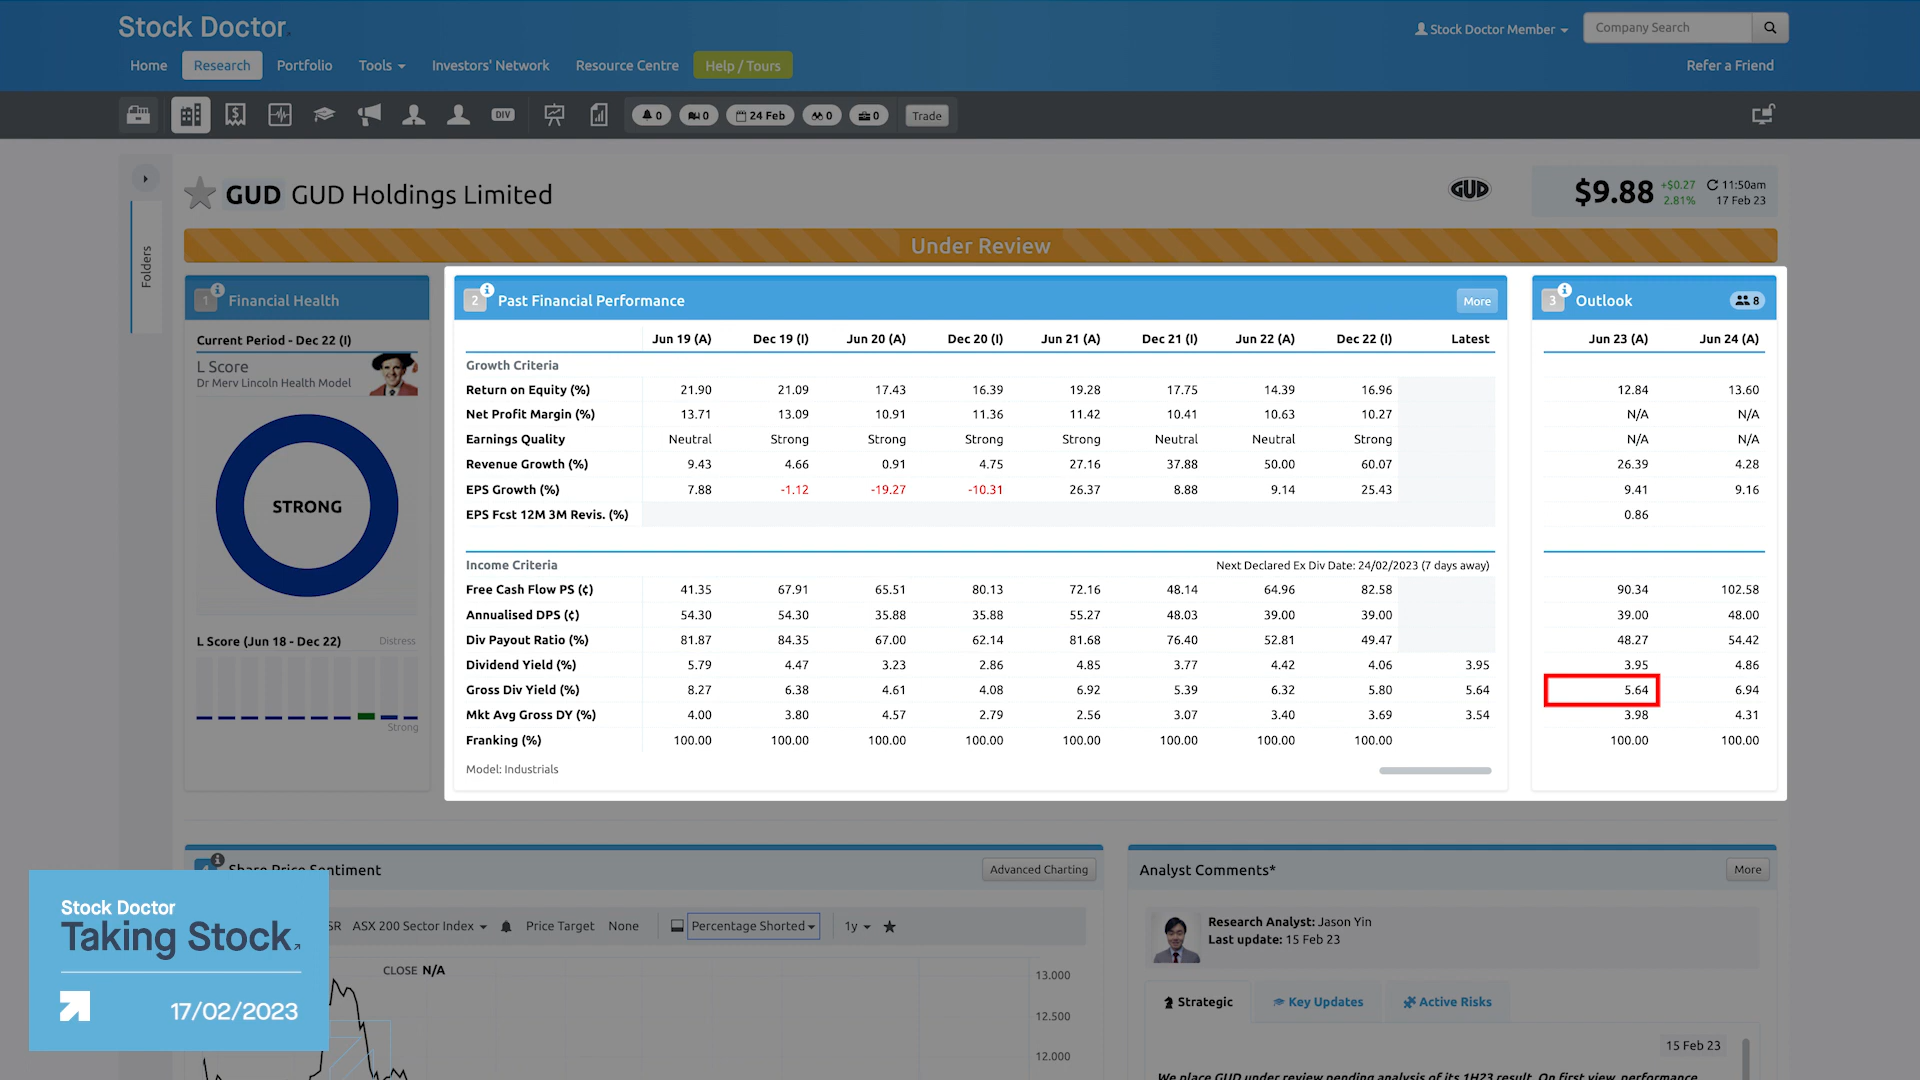 Stock Doctor
Stock Doctor Member
Company Search
Home Research Portfolio Tools Investors' Network Resource Centre Help / Tours Refer a Friend
DIV 0 0 24 Feb 0 0 Trade
GUD GUD Holdings Limited
GUD
$9.88 +$0.27 2.81% 11:50am 17 Feb 23
Folders
Under Review
1 i Financial Health
Current Period - Dec 22 (I)
L Score
Dr Merv Lincoln Health Model
STRONG
L Score (Jun 18 - Dec 22) Distress
Strong
2 i Past Financial Performance More
Jun 19 (A) Dec 19 (I) Jun 20 (A) Dec 20 (I) Jun 21 (A) Dec 21 (I) Jun 22 (A) Dec 22 (I) Latest
Growth Criteria
Return on Equity (%) 21.90 21.09 17.43 16.39 19.28 17.75 14.39 16.96
Net Profit Margin (%) 13.71 13.09 10.91 11.36 11.42 10.41 10.63 10.27
Earnings Quality Neutral Strong Strong Strong Strong Neutral Neutral Strong
Revenue Growth (%) 9.43 4.66 0.91 4.75 27.16 37.88 50.00 60.07
EPS Growth (%) 7.88 -1.12 -19.27 -10.31 26.37 8.88 9.14 25.43
EPS Fcst 12M 3M Revis. (%)
Income Criteria Next Declared Ex Div Date: 24/02/2023 (7 days away)
Free Cash Flow PS (¢) 41.35 67.91 65.51 80.13 72.16 48.14 64.96 82.58
Annualised DPS (¢) 54.30 54.30 35.88 35.88 55.27 48.03 39.00 39.00
Div Payout Ratio (%) 81.87 84.35 67.00 62.14 81.68 76.40 52.81 49.47
Dividend Yield (%) 5.79 4.47 3.23 2.86 4.85 3.77 4.42 4.06 3.95
Gross Div Yield (%) 8.27 6.38 4.61 4.08 6.92 5.39 6.32 5.80 5.64
Mkt Avg Gross DY (%) 4.00 3.80 4.57 2.79 2.56 3.07 3.40 3.69 3.54
Franking (%) 100.00 100.00 100.00 100.00 100.00 100.00 100.00 100.00
Model: Industrials
3 i Outlook 8
Jun 23 (A) Jun 24 (A)
12.84 13.60
N/A N/A
N/A N/A
26.39 4.28
9.41 9.16
0.86
90.34 102.58
39.00 48.00
48.27 54.42
3.95 4.86
5.64 6.94
3.98 4.31
100.00 100.00
Share Price Sentiment Advanced Charting
SR ASX 200 Sector Index Price Target None Percentage Shorted 1y
CLOSE N/A
13.000
12.500
12.000
Analyst Comments* More
Research Analyst: Jason Yin
Last update: 15 Feb 23
Strategic Key Updates Active Risks
15 Feb 23
We place GUD under review pending analysis of its 1H23 result. On first view, performance
Stock Doctor
Taking Stock
17/02/2023